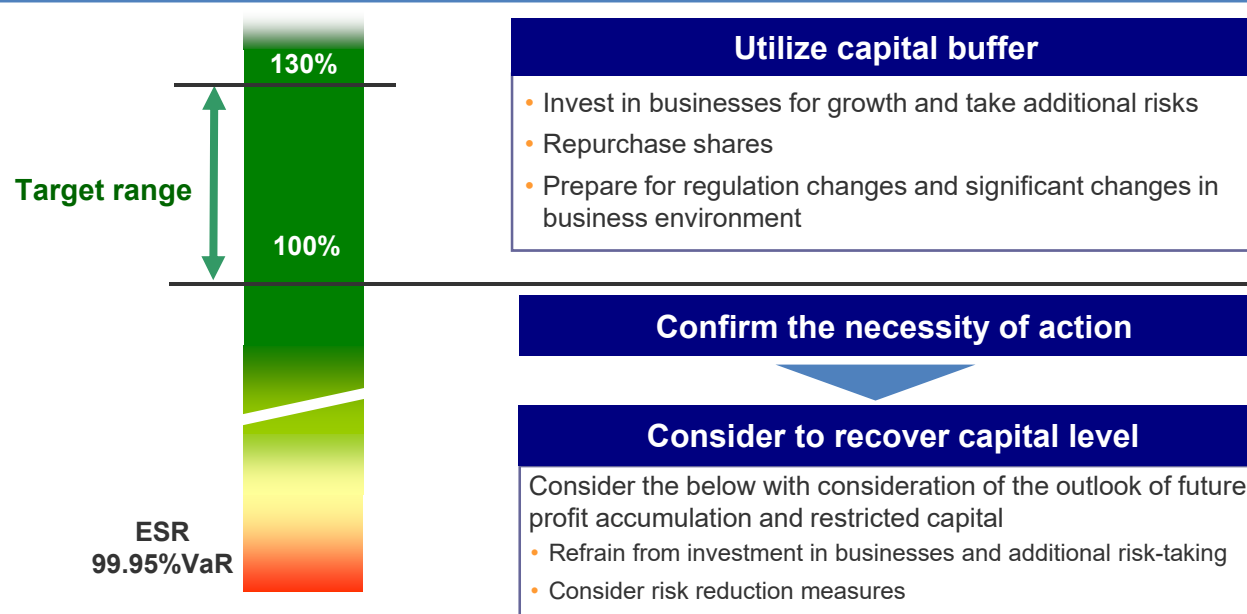 130%
Target range
100%
ESR
99.95%VaR
Utilize capital buffer
• Invest in businesses for growth and take additional risks
• Repurchase shares
• Prepare for regulation changes and significant changes in
business environment
Confirm the necessity of action
Consider to recover capital level
Consider the below with consideration of the outlook of future
profit accumulation and restricted capital
• Refrain from investment in businesses and additional risk-taking
• Consider risk reduction measures